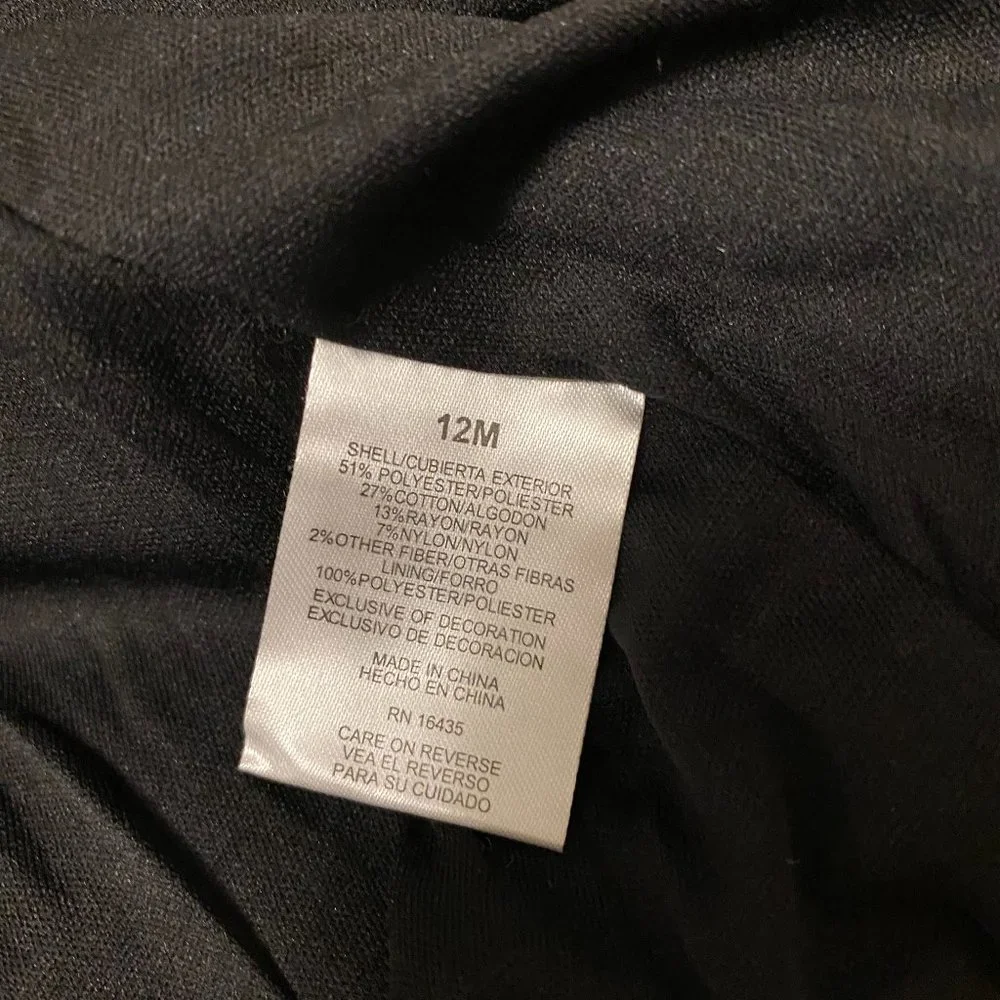 12M
SHELL/CUBIERTA EXTERIOR
51% POLYESTER/POLIESTER
27%COTTON/ALGODON
13%RAYON/RAYON
7%NYLON/NYLON
2%OTHER FIBER/OTRAS FIBRAS
LINING/FORRO
100%POLYESTER/POLIESTER
EXCLUSIVE OF DECORATION
EXCLUSIVO DE DECORACION
MADE IN CHINA
HECHO EN CHINA
RN 16435
CARE ON REVERSE
VEA EL REVERSO
PARA SU CUIDADO